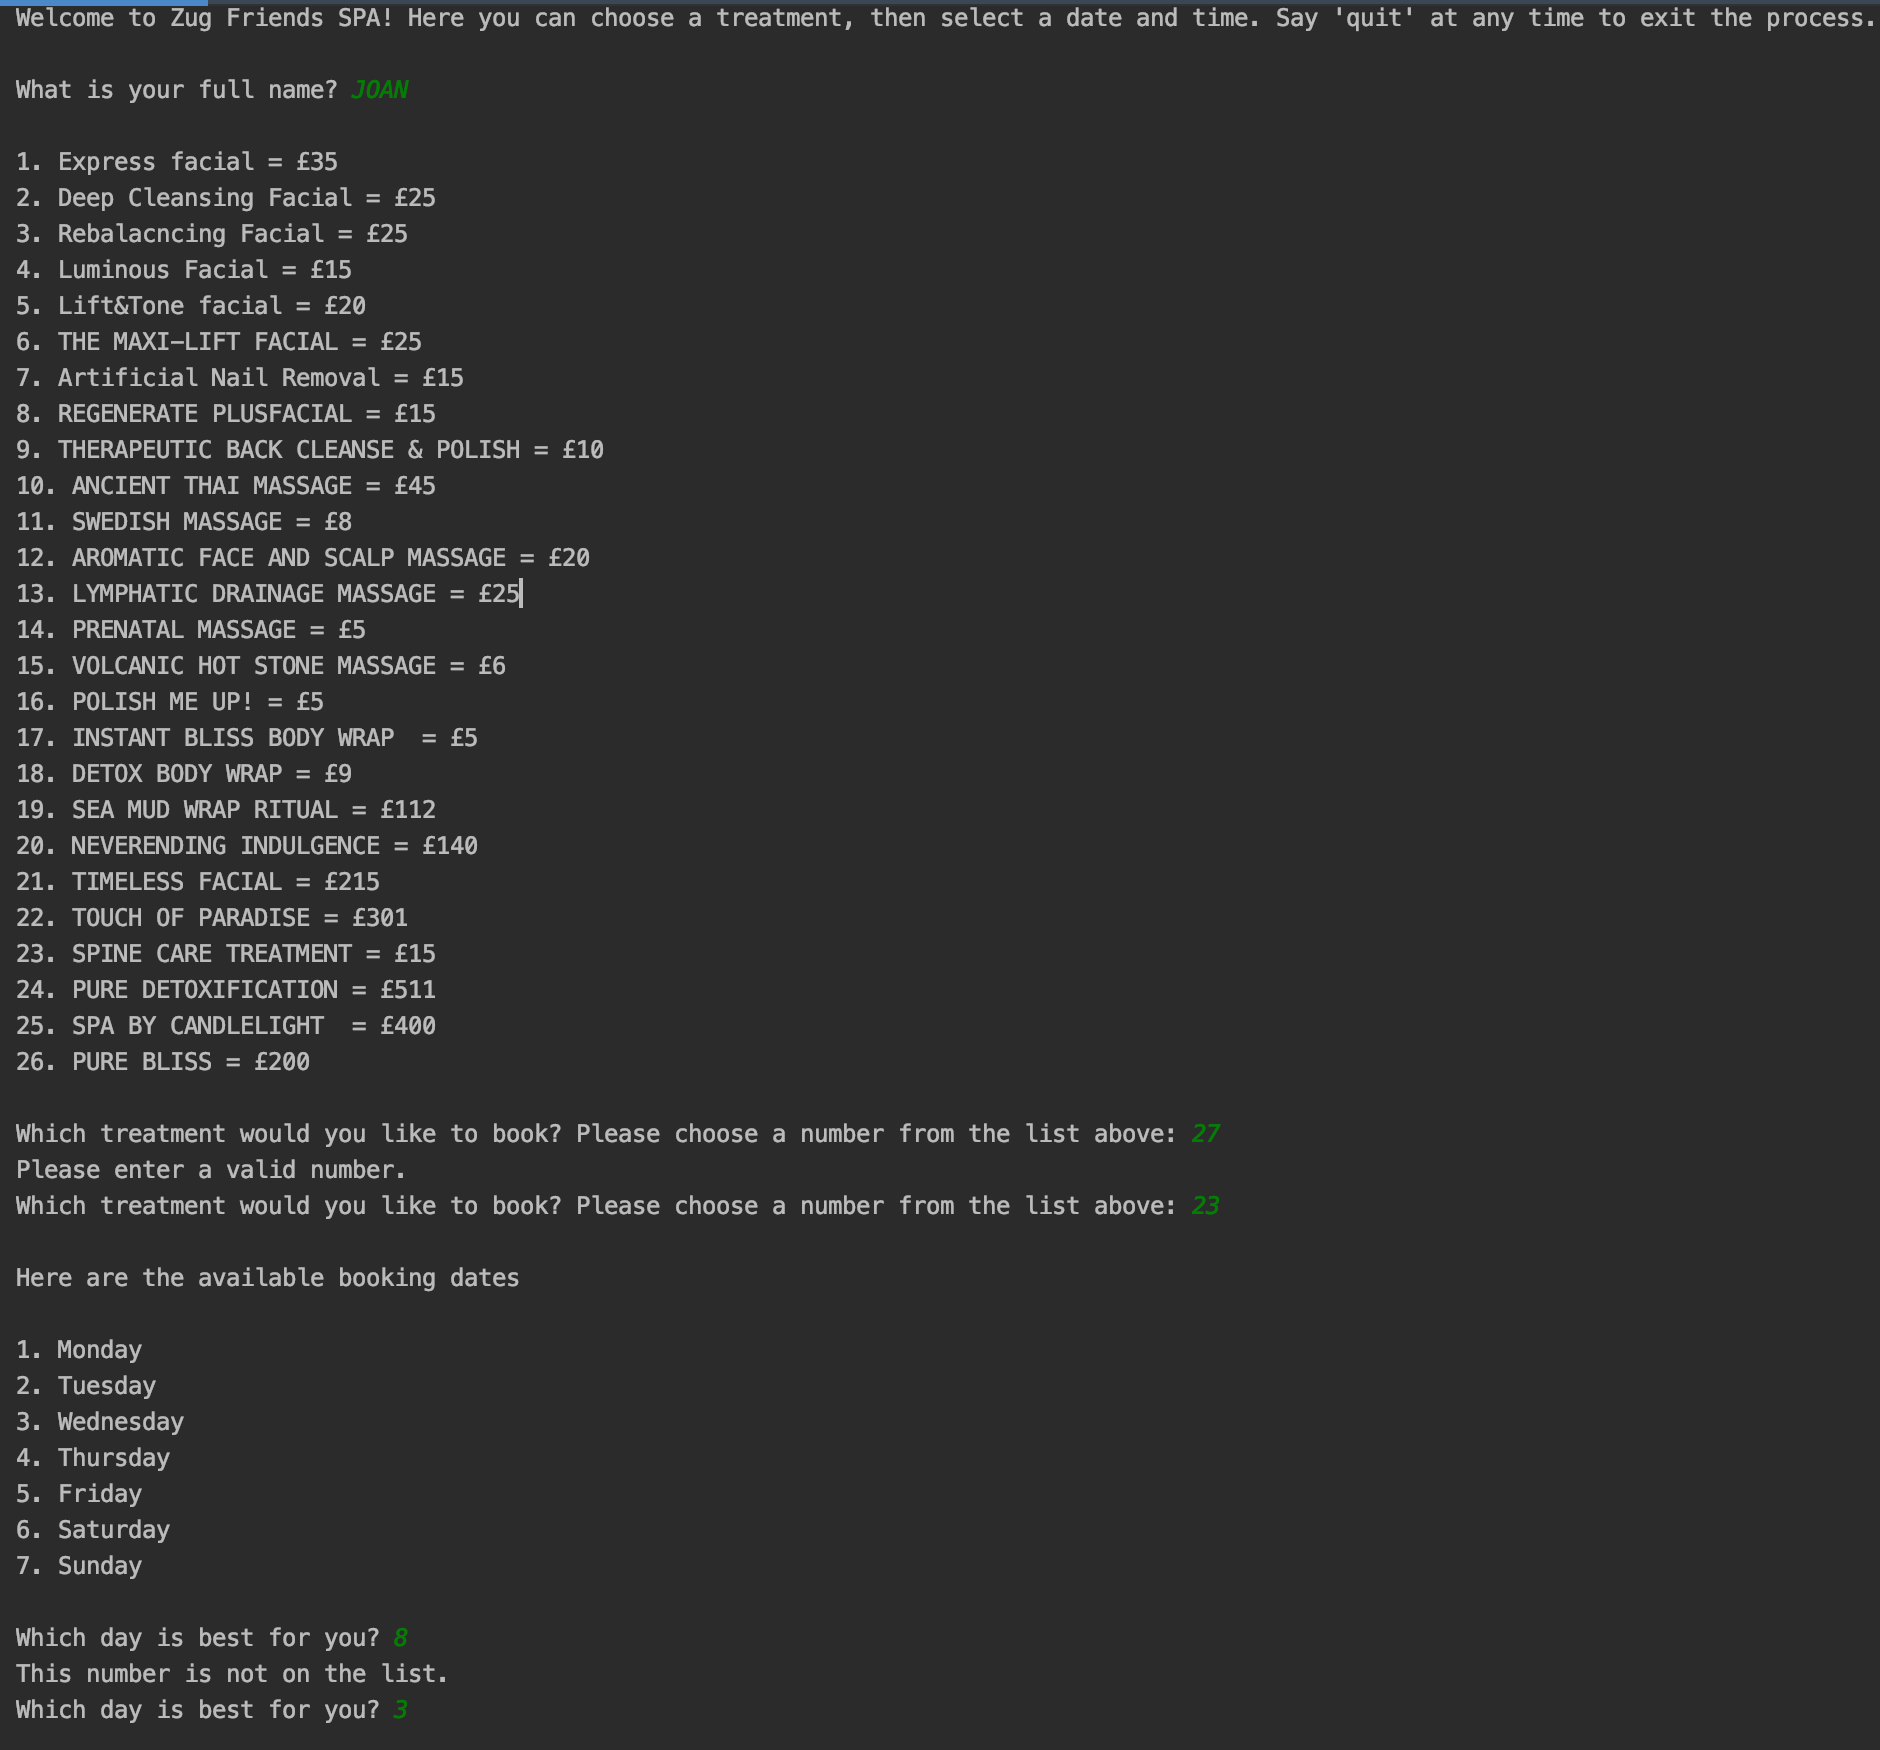 Welcome to Zug Friends SPA! Here you can choose a treatment, then select a date and time. Say 'quit' at any time to exit the process.
What is your full name? JOAN
1. Express facial = £35
2. Deep Cleansing Facial = £25
3. Rebalacncing Facial = £25
4. Luminous Facial = £15
5. Lift&Tone facial = £20
6. THE MAXI–LIFT FACIAL = £25
7. Artificial Nail Removal = £15
8. REGENERATE PLUSFACIAL = £15
9. THERAPEUTIC BACK CLEANSE & POLISH = £10
10. ANCIENT THAI MASSAGE = £45
11. SWEDISH MASSAGE = £8
12. AROMATIC FACE AND SCALP MASSAGE = £20
13. LYMPHATIC DRAINAGE MASSAGE = £25
14. PRENATAL MASSAGE = £5
15. VOLCANIC HOT STONE MASSAGE = £6
16. POLISH ME UP! = £5
17. INSTANT BLISS BODY WRAP  = £5
18. DETOX BODY WRAP = £9
19. SEA MUD WRAP RITUAL = £112
20. NEVERENDING INDULGENCE = £140
21. TIMELESS FACIAL = £215
22. TOUCH OF PARADISE = £301
23. SPINE CARE TREATMENT = £15
24. PURE DETOXIFICATION = £511
25. SPA BY CANDLELIGHT  = £400
26. PURE BLISS = £200
Which treatment would you like to book? Please choose a number from the list above: 27
Please enter a valid number.
Which treatment would you like to book? Please choose a number from the list above: 23
Here are the available booking dates
1. Monday
2. Tuesday
3. Wednesday
4. Thursday
5. Friday
6. Saturday
7. Sunday
Which day is best for you? 8
This number is not on the list.
Which day is best for you? 3